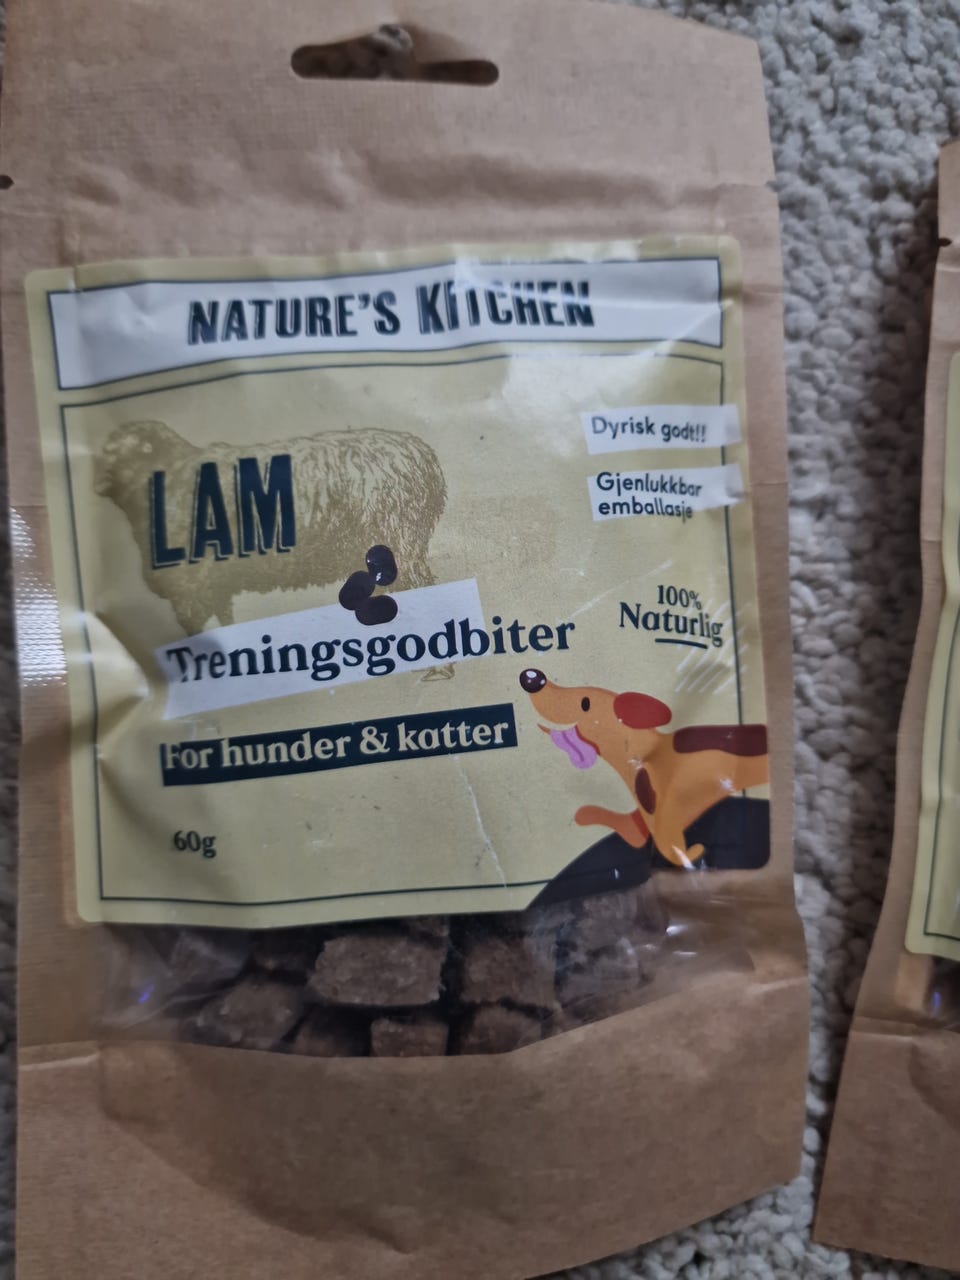 NATURE'S KITCHEN
LAM
Dyrisk godt!!
Gjenlukkbar
emballasje
100%
Naturlig
Treningsgodbiter
For hunder & katter
60g